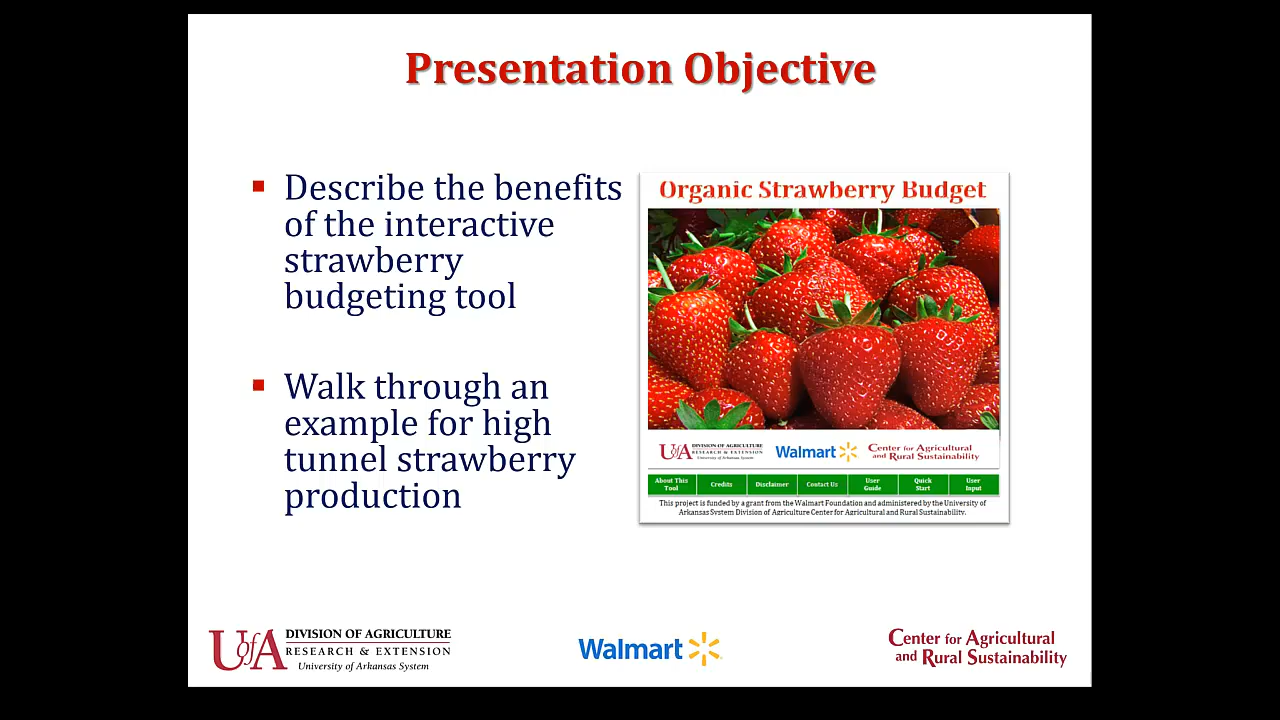 Presentation Objective
Describe the benefits
of the interactive
strawberry
budgeting tool
Walk through an
example for high
tunnel strawberry
production
Organic Strawberry Budget
UofA DIVISION OF AGRICULTURE
RESEARCH & EXTENSION
University of Arkansas System
Walmart
Center for Agricultural
and Rural Sustainability
About This
Tool
Credits
Disclaimer
Contact Us
User
Guide
Quick
Start
User
Input
This project is funded by a grant from the Walmart Foundation and administered by the University of
Arkansas System Division of Agriculture Center for Agricultural and Rural Sustainability.
UofA DIVISION OF AGRICULTURE
RESEARCH & EXTENSION
University of Arkansas System
Walmart
Center for Agricultural
and Rural Sustainability